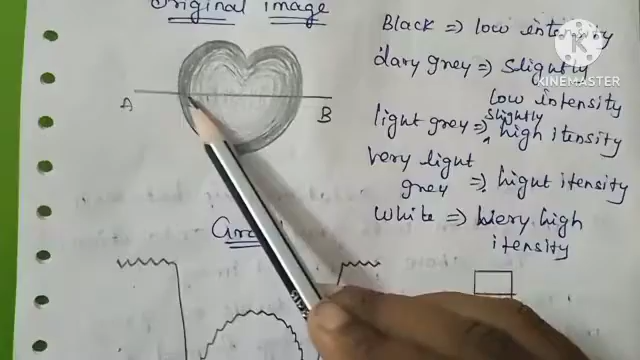 Original image
Black => low intensity
dary grey => slightly
low intensity
slightly
light grey => high itensity
very light
grey => hight itensity
white => very high
itensity
A
B
KINEMASTER